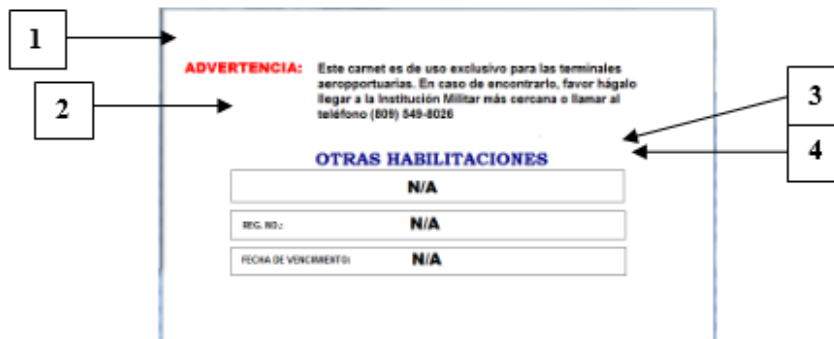 1
ADVERTENCIA: Este carnet es de uso exclusivo para las terminales
aeropportuarias. En caso de encontrarlo, favor hágalo
2
llegar a la Institución Militar más cercana o llamar al
3
teléfono (809) 549-8026
4
OTRAS HABILITACIONES
N/A
REG. NO.: N/A
FECHA DE VENCIMIENTO: N/A